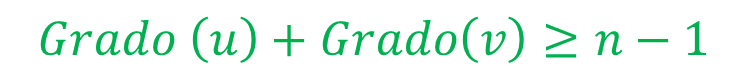 Grado (u) + Grado(v) ≥ n − 1